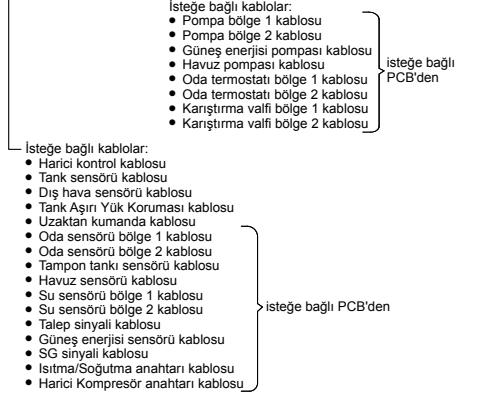 İsteğe bağlı kablolar:
● Pompa bölge 1 kablosu
● Pompa bölge 2 kablosu
● Güneş enerjisi pompası kablosu
● Havuz pompası kablosu
● Oda termostatı bölge 1 kablosu
● Oda termostatı bölge 2 kablosu
● Karıştırma valfi bölge 1 kablosu
● Karıştırma valfi bölge 2 kablosu
isteğe bağlı
PCB'den
İsteğe bağlı kablolar:
● Harici kontrol kablosu
● Tank sensörü kablosu
● Dış hava sensörü kablosu
● Tank Aşırı Yük Koruması kablosu
● Uzaktan kumanda kablosu
● Oda sensörü bölge 1 kablosu
● Oda sensörü bölge 2 kablosu
● Tampon tankı sensörü kablosu
● Havuz sensörü kablosu
● Su sensörü bölge 1 kablosu
● Su sensörü bölge 2 kablosu
● Talep sinyali kablosu
● Güneş enerjisi sensörü kablosu
● SG sinyali kablosu
● Isıtma/Soğutma anahtarı kablosu
● Harici Kompresör anahtarı kablosu
isteğe bağlı PCB'den